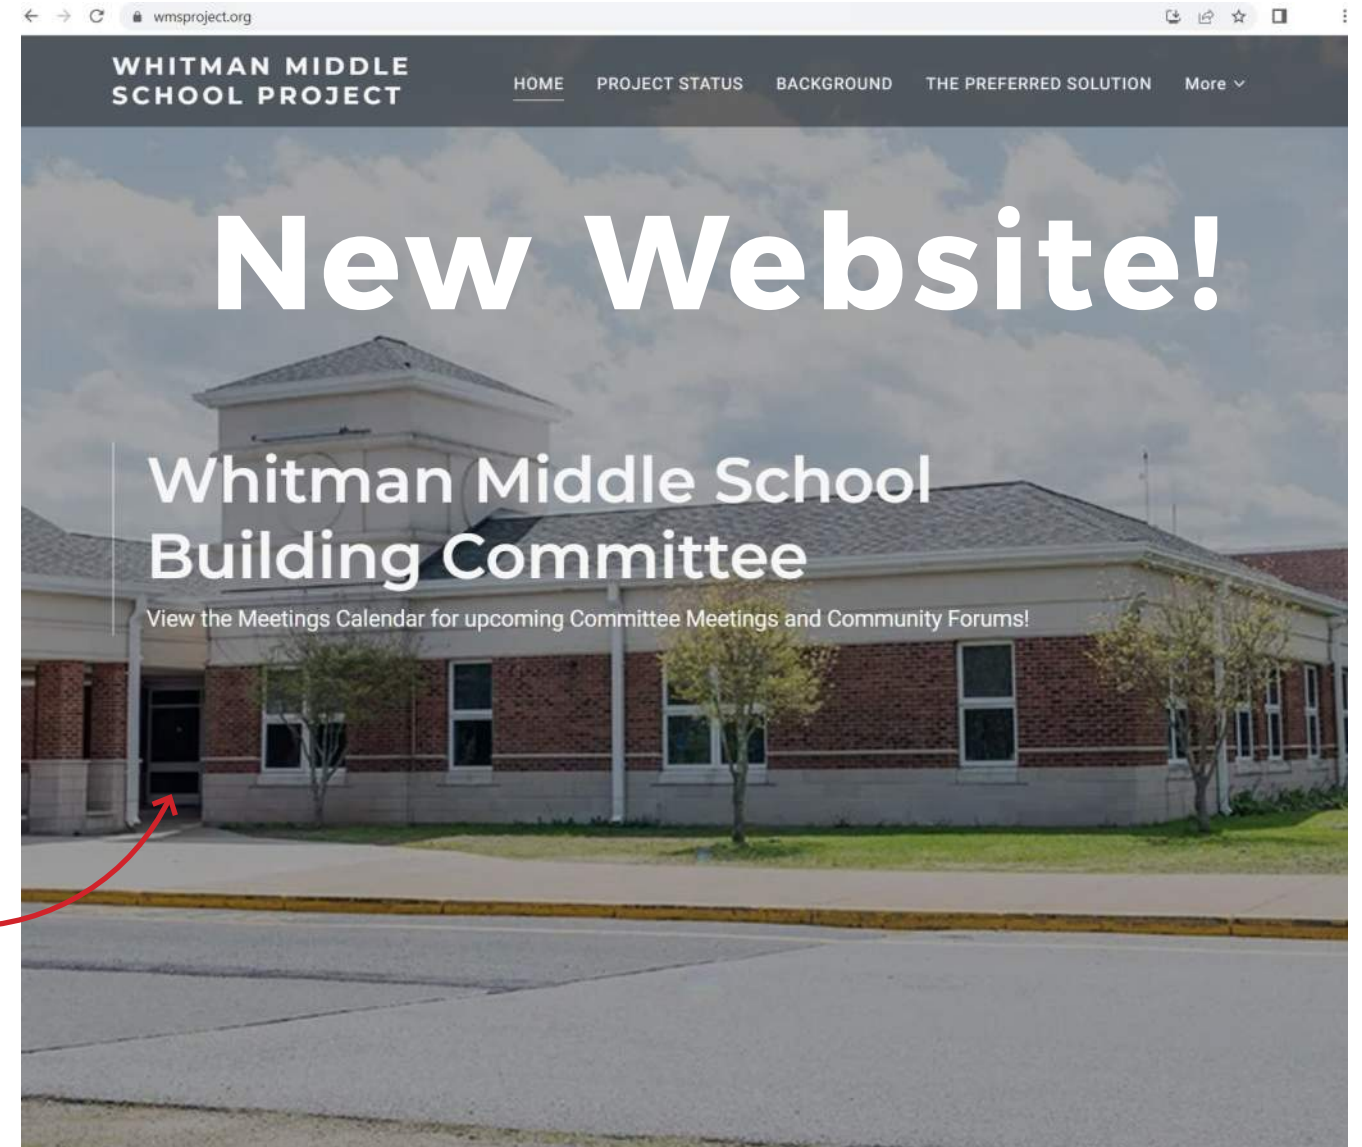 wmsproject.org
WHITMAN MIDDLE
SCHOOL PROJECT
HOME PROJECT STATUS BACKGROUND THE PREFERRED SOLUTION More
New Website!
Whitman Middle School
Building Committee
View the Meetings Calendar for upcoming Committee Meetings and Community Forums!